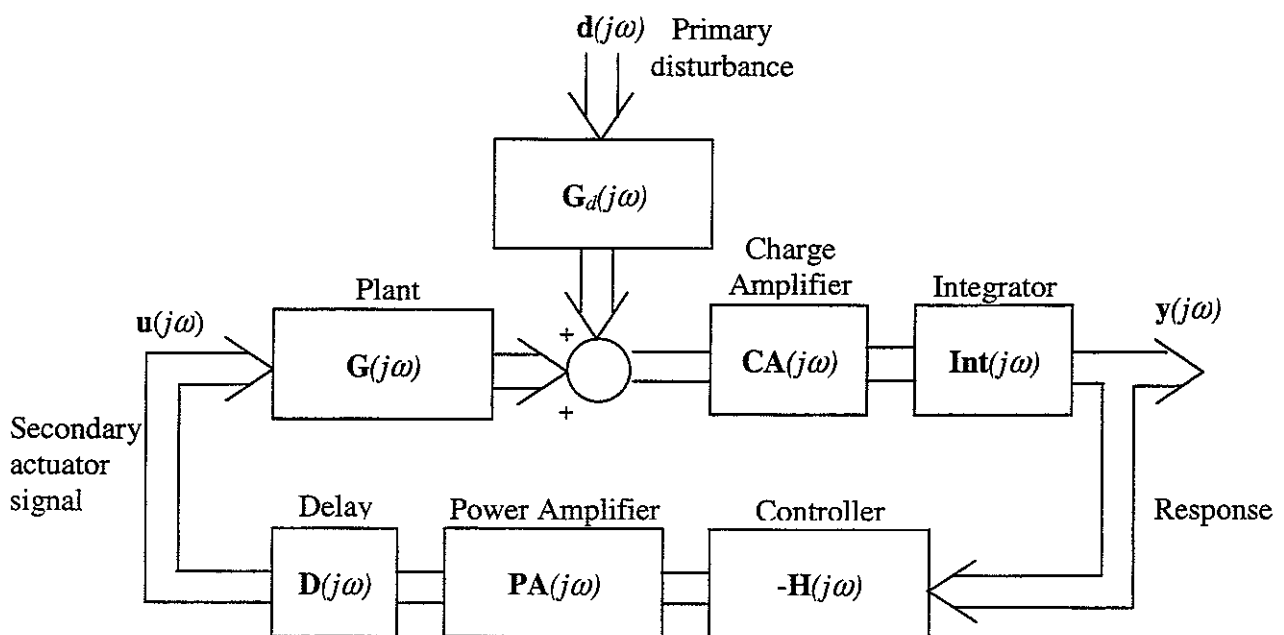 d(jω) Primary
disturbance
G_d(jω)
Charge
Amplifier
Plant
Integrator
u(jω)
y(jω)
+
G(jω)
CA(jω)
Int(jω)
+
Secondary
actuator
signal
Delay
Power Amplifier
Controller
Response
D(jω)
PA(jω)
-H(jω)